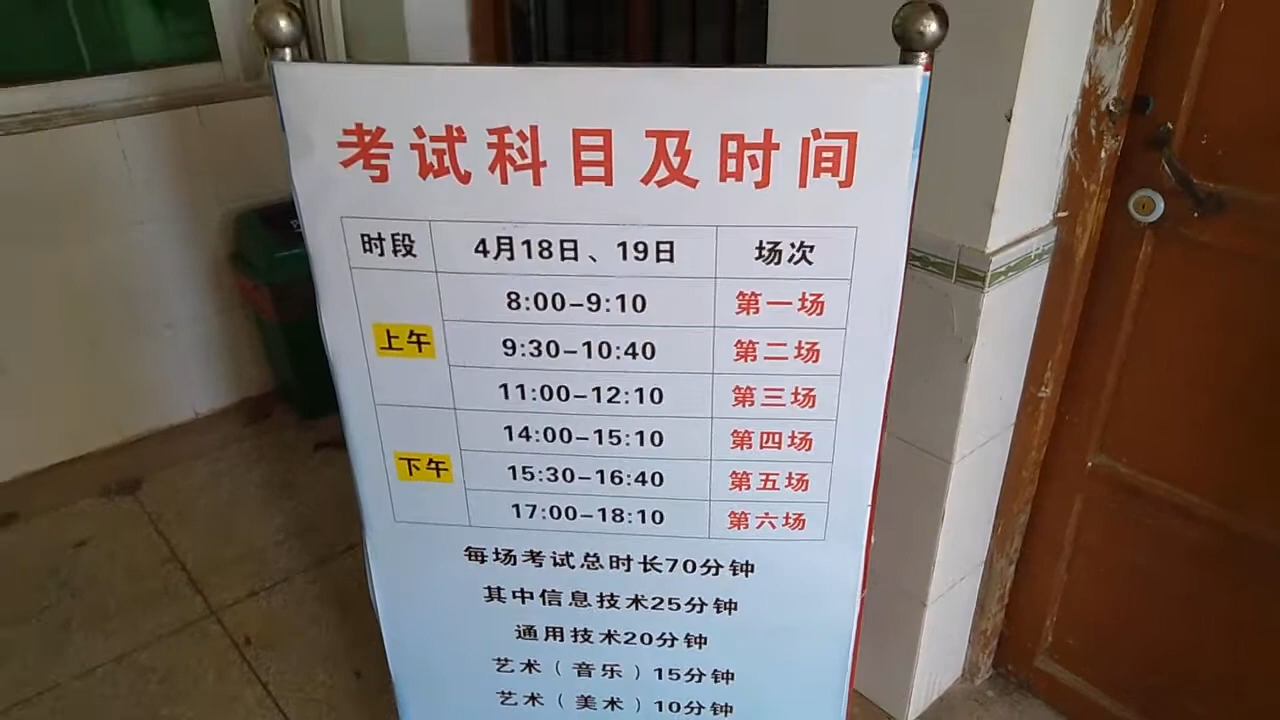 考试科目及时间
时段 4月18日、19日 场次
上午 8:00-9:10 第一场
9:30-10:40 第二场
11:00-12:10 第三场
下午 14:00-15:10 第四场
15:30-16:40 第五场
17:00-18:10 第六场
每场考试总时长70分钟
其中信息技术25分钟
通用技术20分钟
艺术（音乐）15分钟
艺术（美术）10分钟